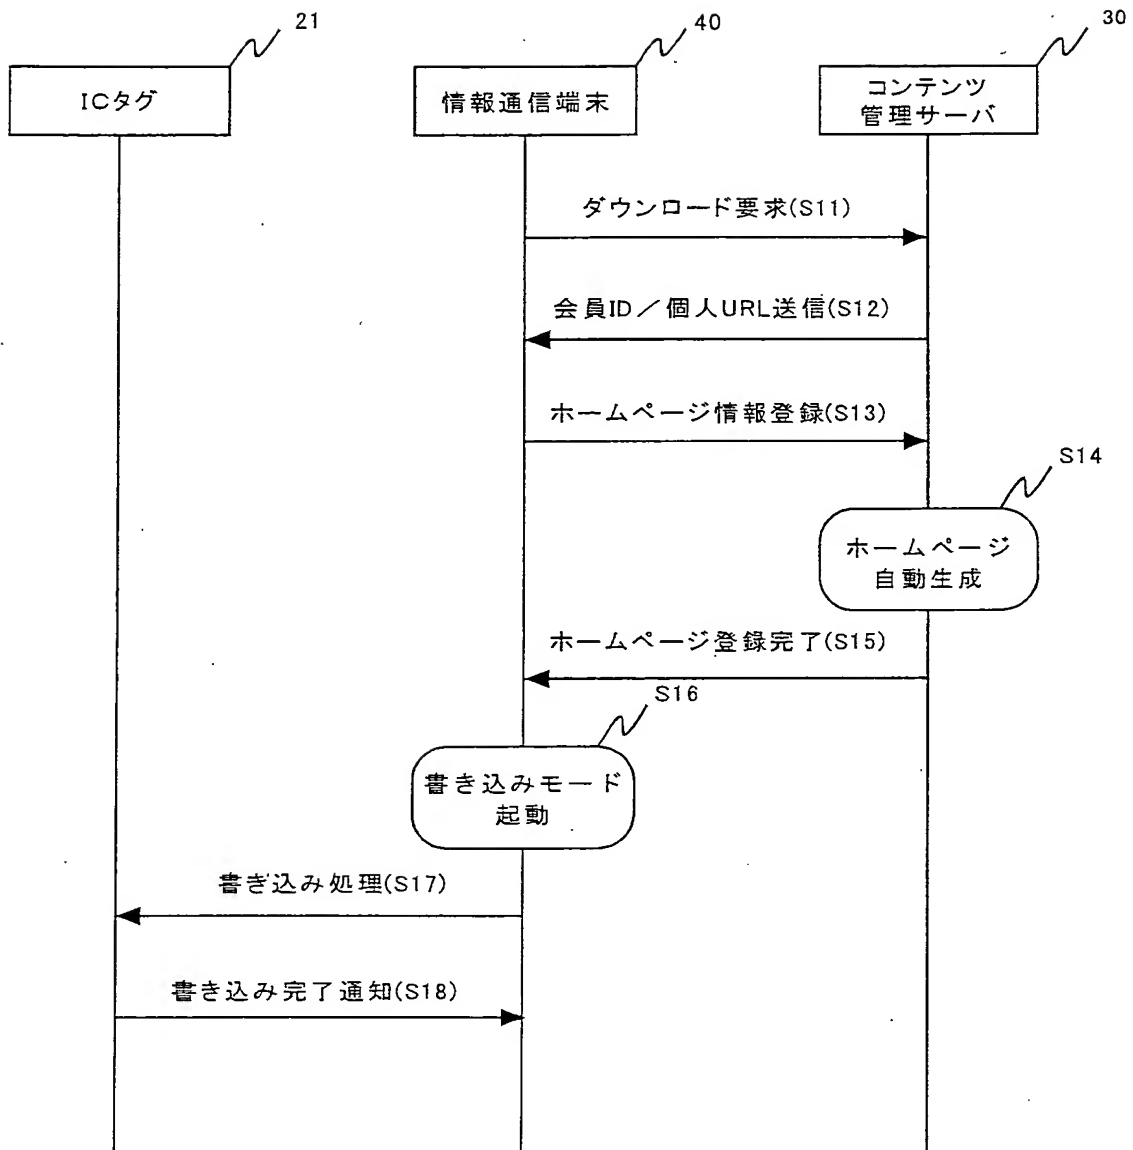 21
40
30
ICタグ
情報通信端末
コンテンツ
管理サーバ
ダウンロード要求(S11)
会員ID／個人URL送信(S12)
ホームページ情報登録(S13)
S14
ホームページ
自動生成
ホームページ登録完了(S15)
S16
書き込みモード
起動
書き込み処理(S17)
書き込み完了通知(S18)